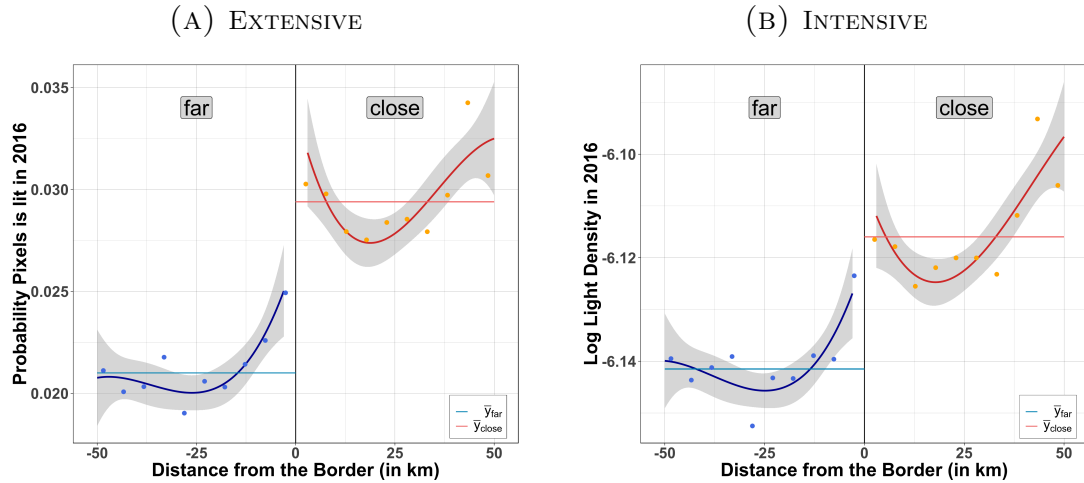 (A) EXTENSIVE
Probability Pixels is lit in 2016
0.035
0.030
0.025
0.020
far
close
ȳfar
ȳclose
-50
-25
0
25
50
Distance from the Border (in km)
(B) INTENSIVE
Log Light Density in 2016
-6.10
-6.12
-6.14
far
close
ȳfar
ȳclose
-50
-25
0
25
50
Distance from the Border (in km)